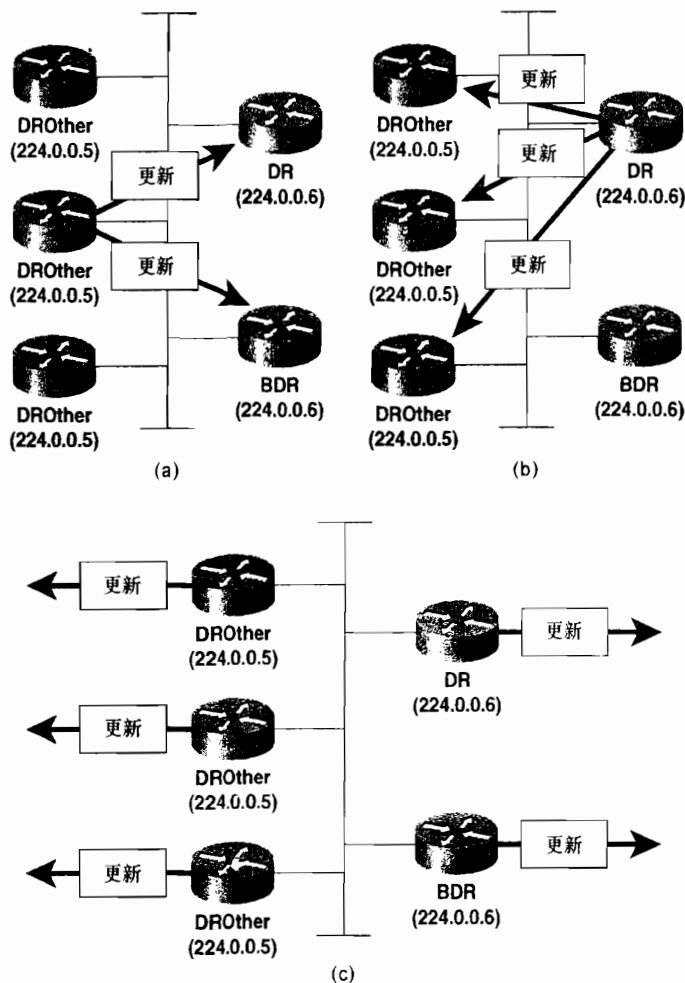 DROther
(224.0.0.5)
DROther
(224.0.0.5)
DROther
(224.0.0.5)
更新
更新
DR
(224.0.0.6)
BDR
(224.0.0.6)
(a)
DROther
(224.0.0.5)
DROther
(224.0.0.5)
DROther
(224.0.0.5)
更新
更新
更新
DR
(224.0.0.6)
BDR
(224.0.0.6)
(b)
更新
DROther
(224.0.0.5)
更新
DROther
(224.0.0.5)
更新
DROther
(224.0.0.5)
DR
(224.0.0.6)
更新
BDR
(224.0.0.6)
更新
(c)